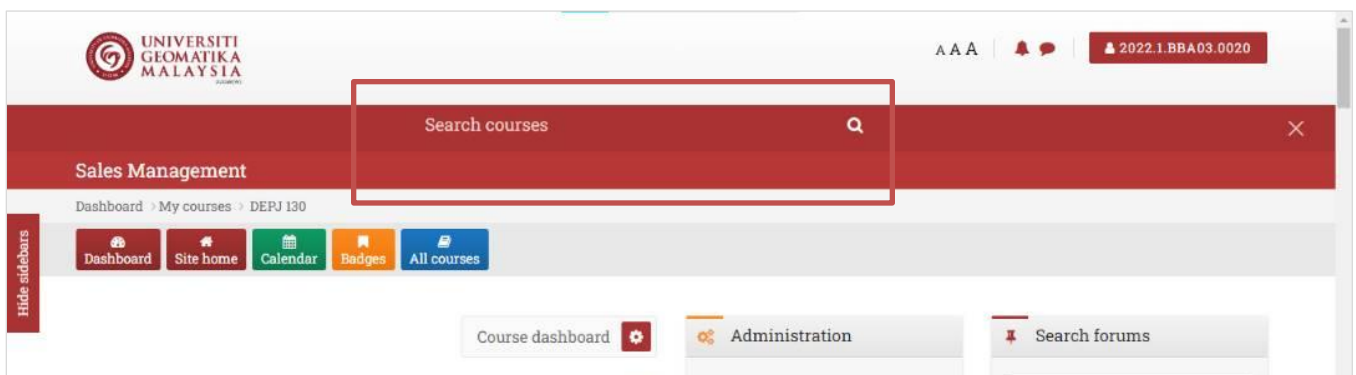 UNIVERSITI
GEOMATIKA
MALAYSIA
A A A
2022.1.BBA03.0020
Search courses
Sales Management
Dashboard > My courses > DEPJ 130
Hide sidebars
Dashboard
Site home
Calendar
Badges
All courses
Course dashboard
Administration
Search forums